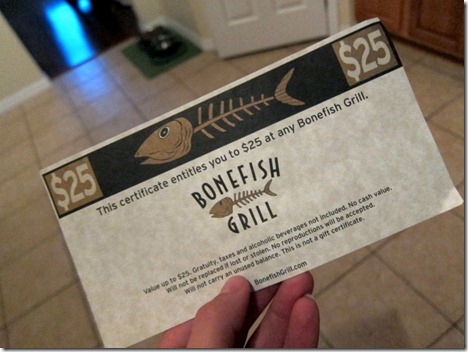 $25
$25
This certificate entitles you to $25 at any Bonefish Grill.
BONEFISH
GRILL
Value up to $25. Gratuity, taxes and alcoholic beverages not included. No cash value.
Will not be replaced if lost or stolen. No reproductions will be accepted.
Will not carry an unused balance. This is not a gift certificate.
BonefishGrill.com